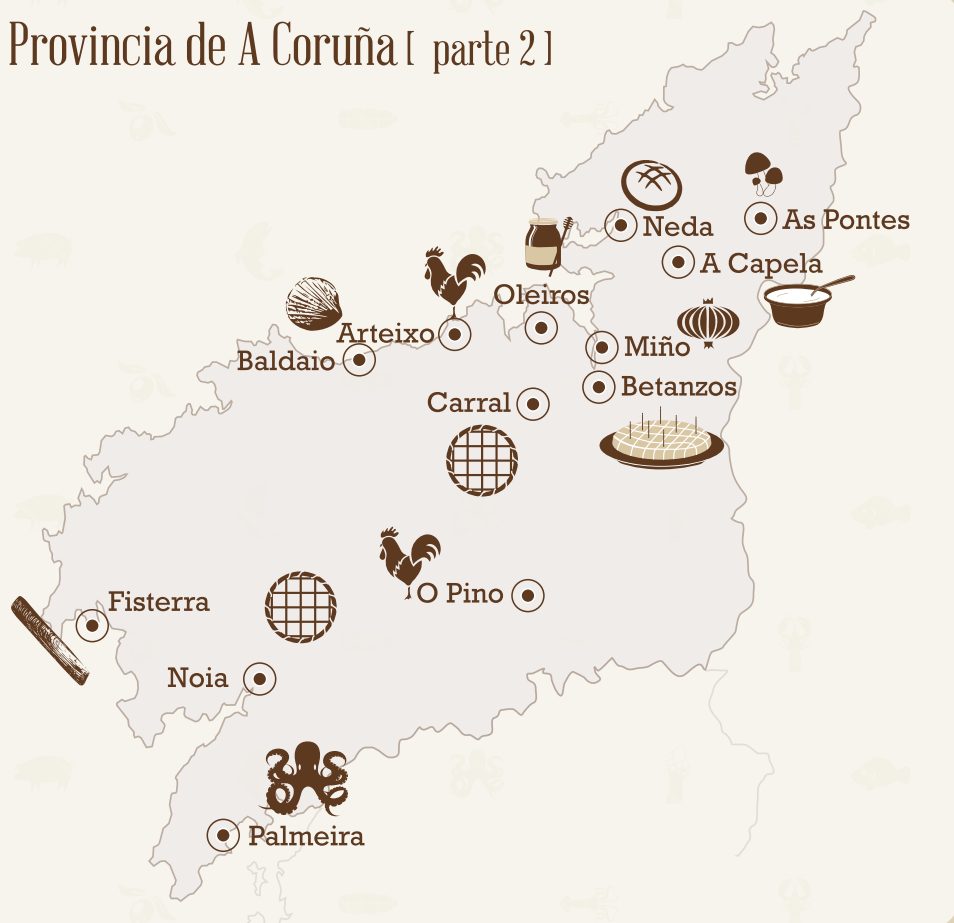 Provincia de A Coruña [ parte 2 ]
Neda
As Pontes
A Capela
Oleiros
Arteixo
Miño
Baldaio
Betanzos
Carral
O Pino
Fisterra
Noia
Palmeira